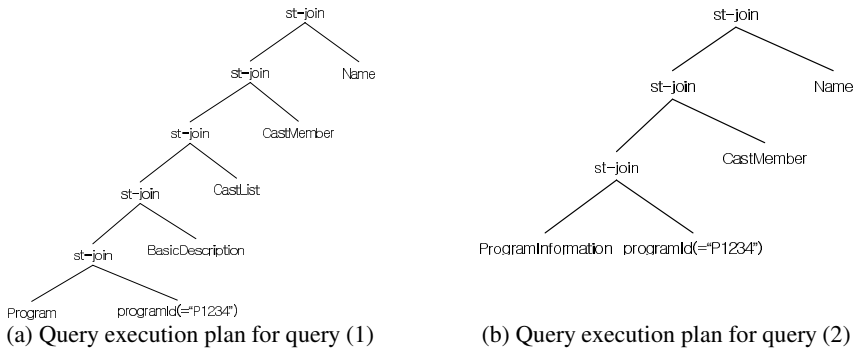 st-join
st-join
Name
st-join
CastMember
st-join
CastList
st-join
BasicDescription
Program
programId(="P1234")
(a) Query execution plan for query (1)
st-join
st-join
Name
st-join
CastMember
ProgramInformation
programId(="P1234")
(b) Query execution plan for query (2)